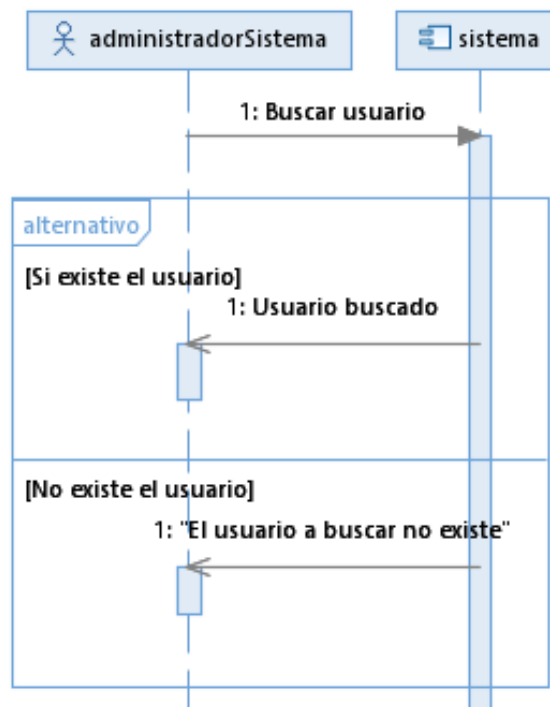 administradorSistema
sistema
1: Buscar usuario
alternativo
[Si existe el usuario]
1: Usuario buscado
[No existe el usuario]
1: "El usuario a buscar no existe"